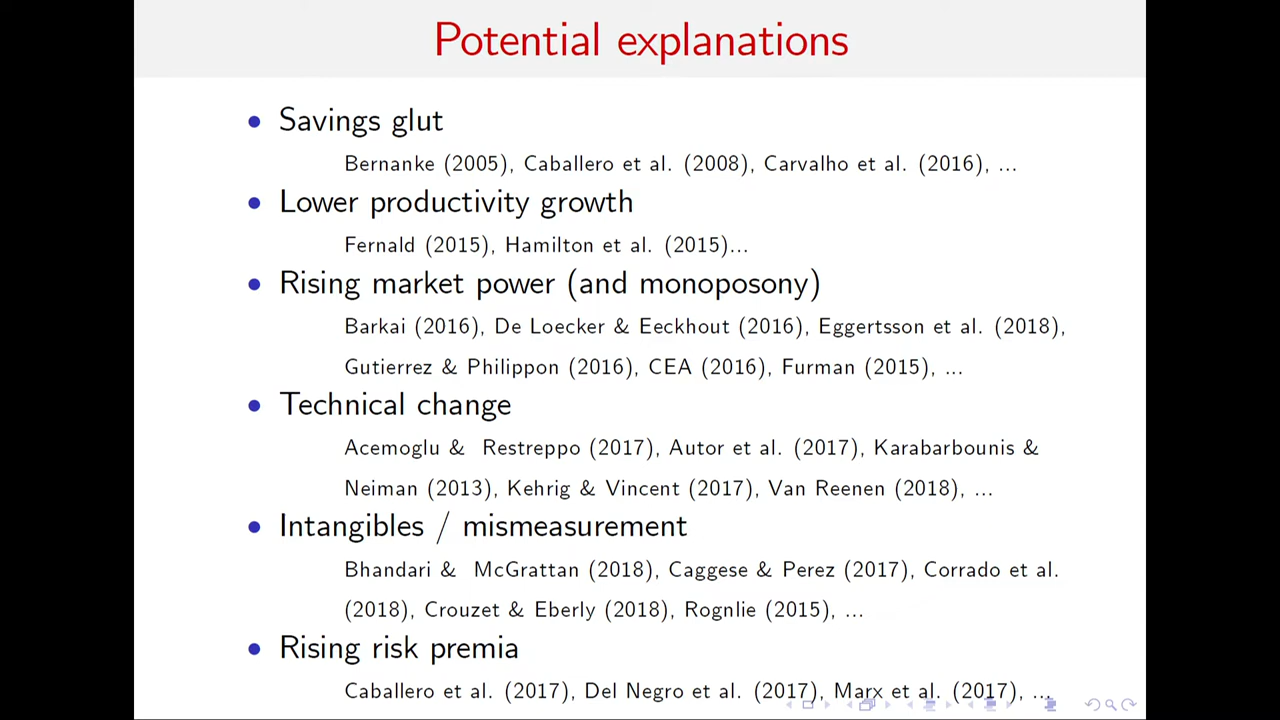 Potential explanations
• Savings glut
Bernanke (2005), Caballero et al. (2008), Carvalho et al. (2016), ...
• Lower productivity growth
Fernald (2015), Hamilton et al. (2015)...
• Rising market power (and monoposony)
Barkai (2016), De Loecker & Eeckhout (2016), Eggertsson et al. (2018),
Gutierrez & Philippon (2016), CEA (2016), Furman (2015), ...
• Technical change
Acemoglu & Restreppo (2017), Autor et al. (2017), Karabarbounis &
Neiman (2013), Kehrig & Vincent (2017), Van Reenen (2018), ...
• Intangibles / mismeasurement
Bhandari & McGrattan (2018), Caggese & Perez (2017), Corrado et al.
(2018), Crouzet & Eberly (2018), Rognlie (2015), ...
• Rising risk premia
Caballero et al. (2017), Del Negro et al. (2017), Marx et al. (2017), ...